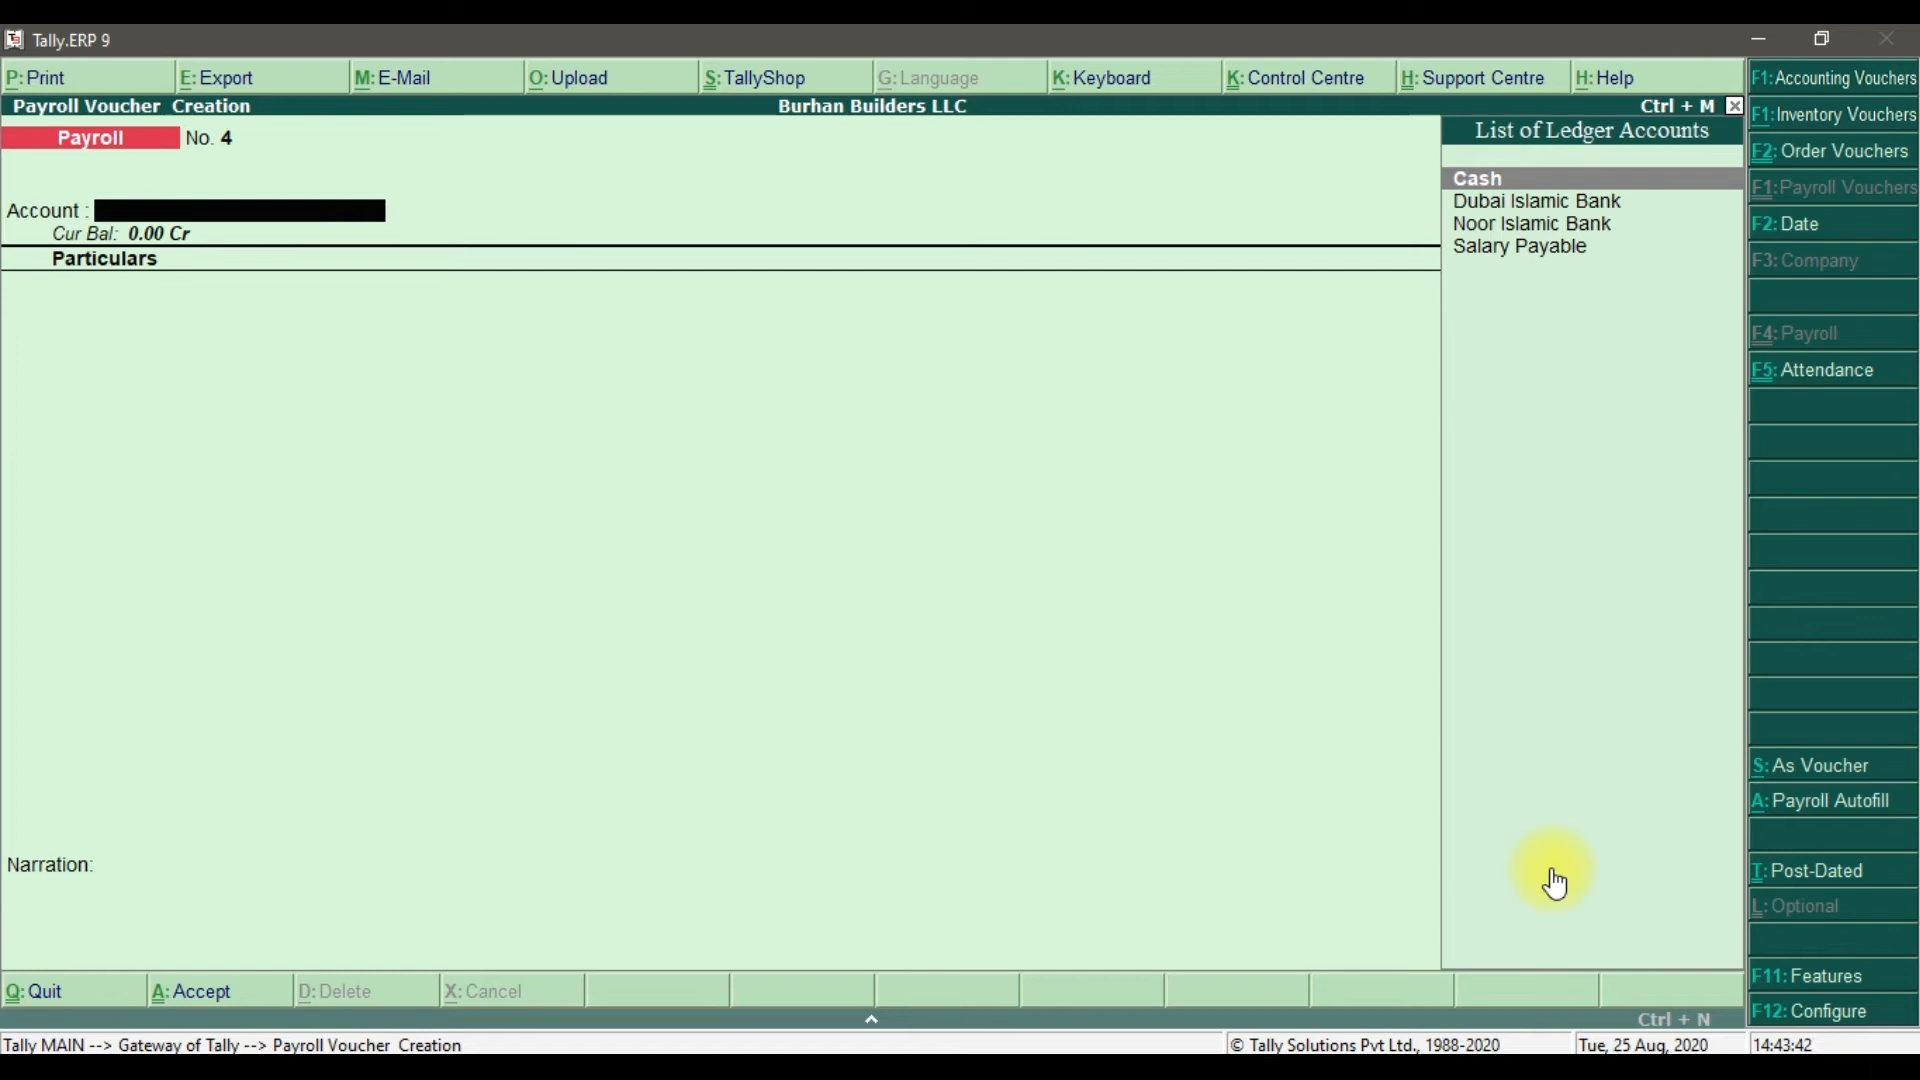 Tally.ERP 9
P: Print E: Export M: E-Mail O: Upload S: TallyShop G: Language K: Keyboard K: Control Centre H: Support Centre H: Help
Payroll Voucher Creation Burhan Builders LLC Ctrl + M
Payroll No. 4
Account :
Cur Bal: 0.00 Cr
Particulars
Narration:
List of Ledger Accounts
Cash
Dubai Islamic Bank
Noor Islamic Bank
Salary Payable
F1: Accounting Vouchers
F1: Inventory Vouchers
F2: Order Vouchers
F1: Payroll Vouchers
F2: Date
F3: Company
F4: Payroll
F5: Attendance
S: As Voucher
A: Payroll Autofill
T: Post-Dated
L: Optional
F11: Features
F12: Configure
Q: Quit A: Accept D: Delete X: Cancel
Ctrl + N
Tally MAIN --> Gateway of Tally --> Payroll Voucher Creation © Tally Solutions Pvt Ltd., 1988-2020 Tue, 25 Aug, 2020 14:43:42